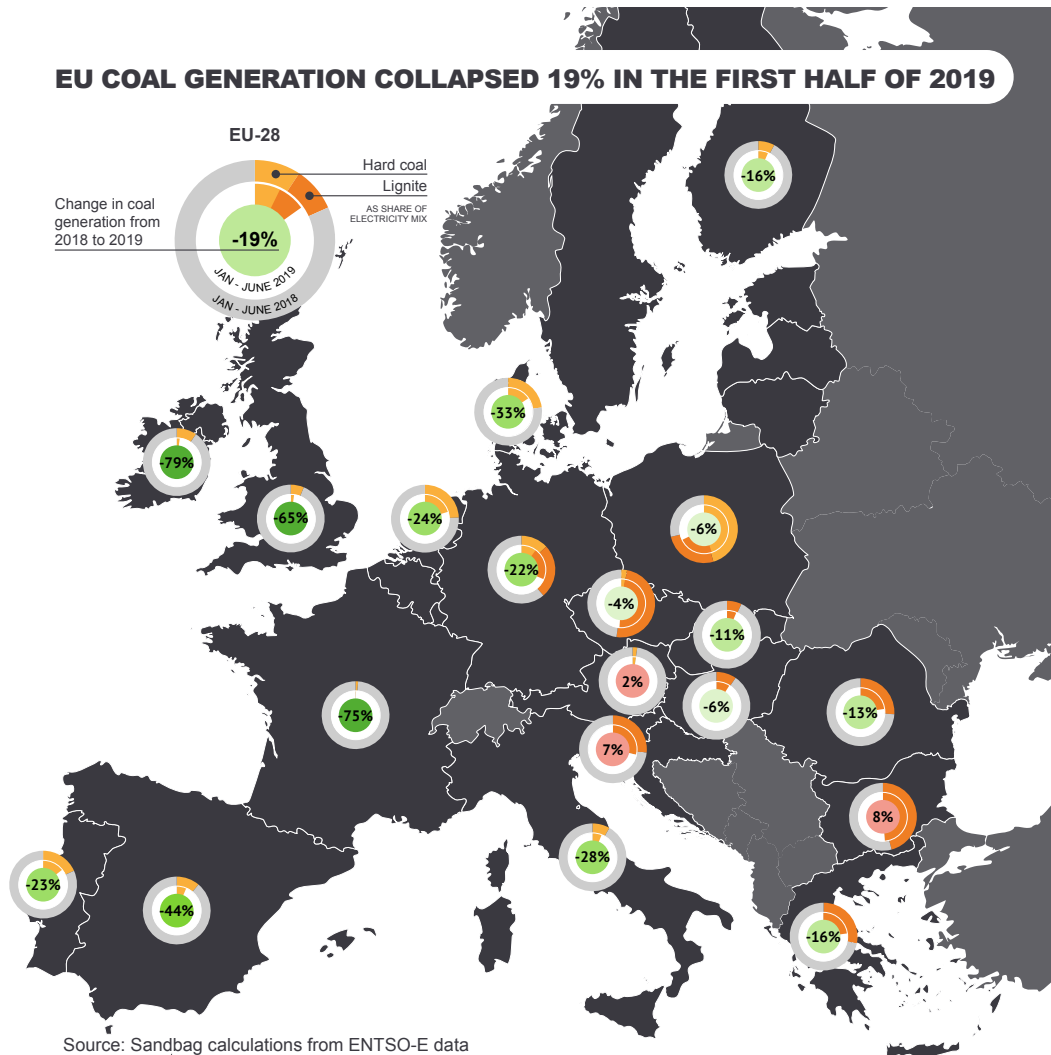 EU COAL GENERATION COLLAPSED 19% IN THE FIRST HALF OF 2019
EU-28
Hard coal
Lignite
AS SHARE OF
ELECTRICITY MIX
Change in coal
generation from
2018 to 2019
-19%
JAN - JUNE 2019
JAN - JUNE 2018
-16%
-33%
-79%
-65%
-24%
-6%
-22%
-4%
-11%
2%
-6%
-75%
-13%
7%
8%
-28%
-23%
-44%
-16%
Source: Sandbag calculations from ENTSO-E data